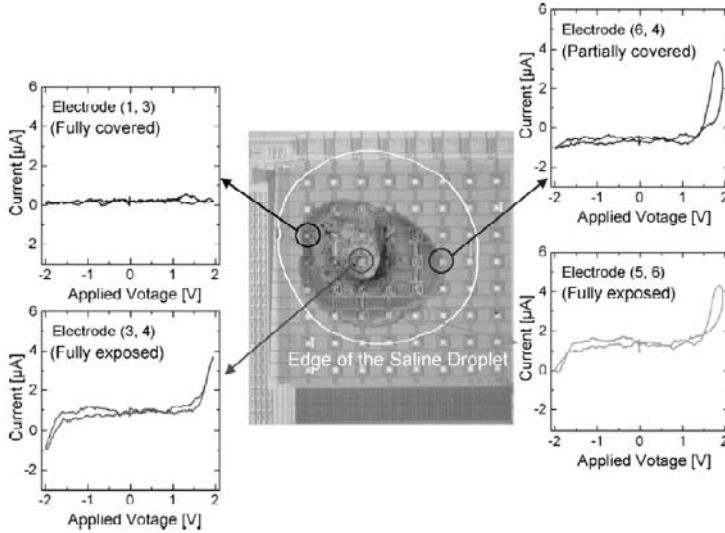 Electrode (1, 3)
(Fully covered)
Current [µA]
6
4
2
0
2
-2 -1 0 1 2
Applied Votage [V]
Electrode (6, 4)
(Partially covered)
Current [µA]
6
4
2
0
-2
-2 -1 0 1 2
Applied Votage [V]
Edge of the Saline Droplet
Electrode (3, 4)
(Fully exposed)
Current [µA]
6
4
2
0
-2
-2 -1 0 1 2
Applied Votage [V]
Electrode (5, 6)
(Fully exposed)
Current [µA]
6
4
2
0
-2
-2 -1 0 1 2
Applied Votage [V]